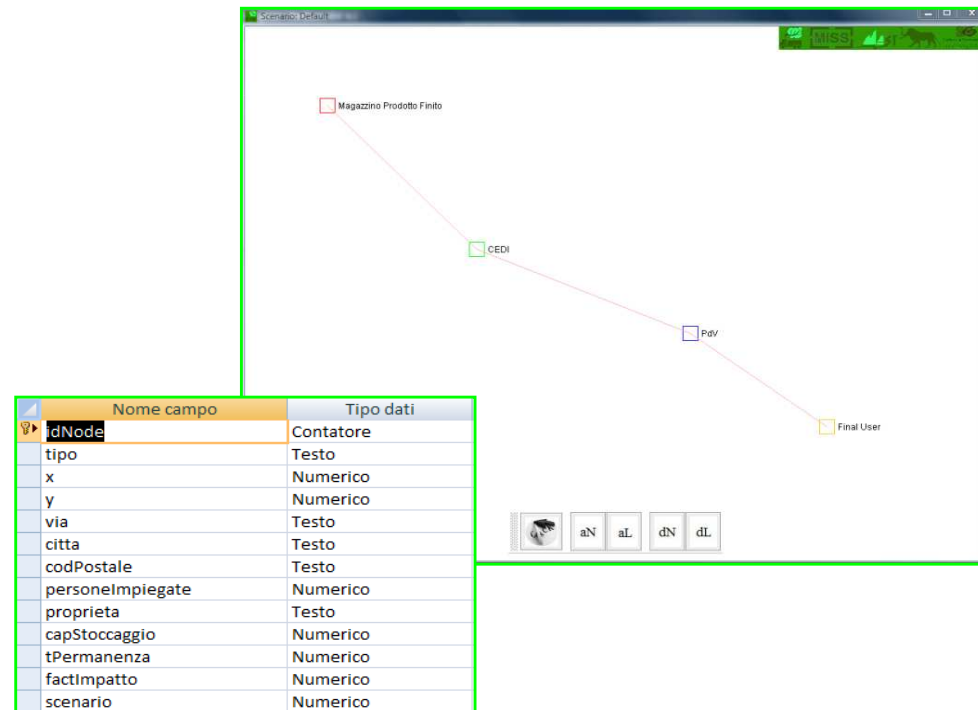 Scenario: Default
MISS
Magazzino Prodotto Finito
CEDI
PdV
Final User
aN aL dN dL
Nome campo Tipo dati
idNode Contatore
tipo Testo
x Numerico
y Numerico
via Testo
citta Testo
codPostale Testo
personeImpiegate Numerico
proprieta Testo
capStoccaggio Numerico
tPermanenza Numerico
factImpatto Numerico
scenario Numerico